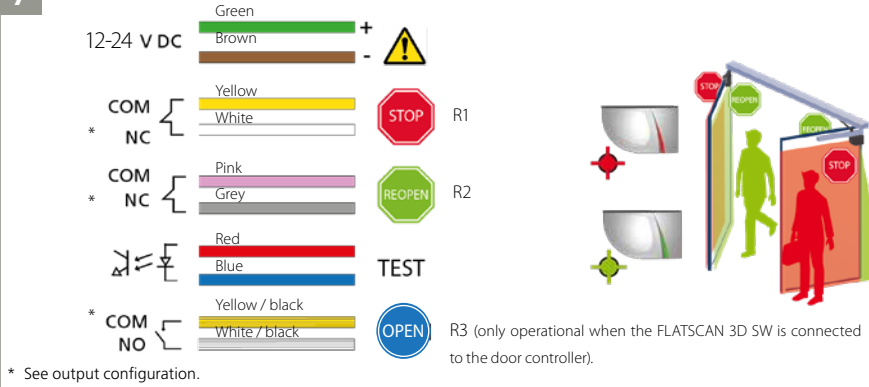 Green
12-24 V DC
+
Brown
-
Yellow
COM
White
STOP
R1
*
NC
Pink
COM
Grey
REOPEN
R2
*
NC
Red
Blue
TEST
Yellow / black
*
COM
White / black
OPEN
R3 (only operational when the FLATSCAN 3D SW is connected
to the door controller).
NO
* See output configuration.
STOP
REOPEN
REOPEN
STOP